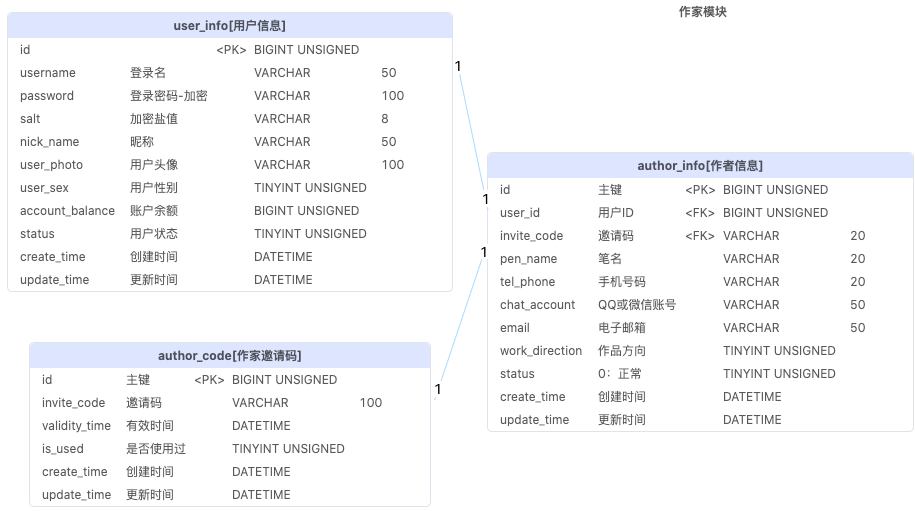 作家模块
user_info[用户信息]
id <PK> BIGINT UNSIGNED
username 登录名 VARCHAR 50
password 登录密码-加密 VARCHAR 100
salt 加密盐值 VARCHAR 8
nick_name 昵称 VARCHAR 50
user_photo 用户头像 VARCHAR 100
user_sex 用户性别 TINYINT UNSIGNED
account_balance 账户余额 BIGINT UNSIGNED
status 用户状态 TINYINT UNSIGNED
create_time 创建时间 DATETIME
update_time 更新时间 DATETIME
1
1
author_info[作者信息]
id 主键 <PK> BIGINT UNSIGNED
user_id 用户ID <FK> BIGINT UNSIGNED
invite_code 邀请码 <FK> VARCHAR 20
pen_name 笔名 VARCHAR 20
tel_phone 手机号码 VARCHAR 20
chat_account QQ或微信账号 VARCHAR 50
email 电子邮箱 VARCHAR 50
work_direction 作品方向 TINYINT UNSIGNED
status 0：正常 TINYINT UNSIGNED
create_time 创建时间 DATETIME
update_time 更新时间 DATETIME
1
1
author_code[作家邀请码]
id 主键 <PK> BIGINT UNSIGNED
invite_code 邀请码 VARCHAR 100
validity_time 有效时间 DATETIME
is_used 是否使用过 TINYINT UNSIGNED
create_time 创建时间 DATETIME
update_time 更新时间 DATETIME